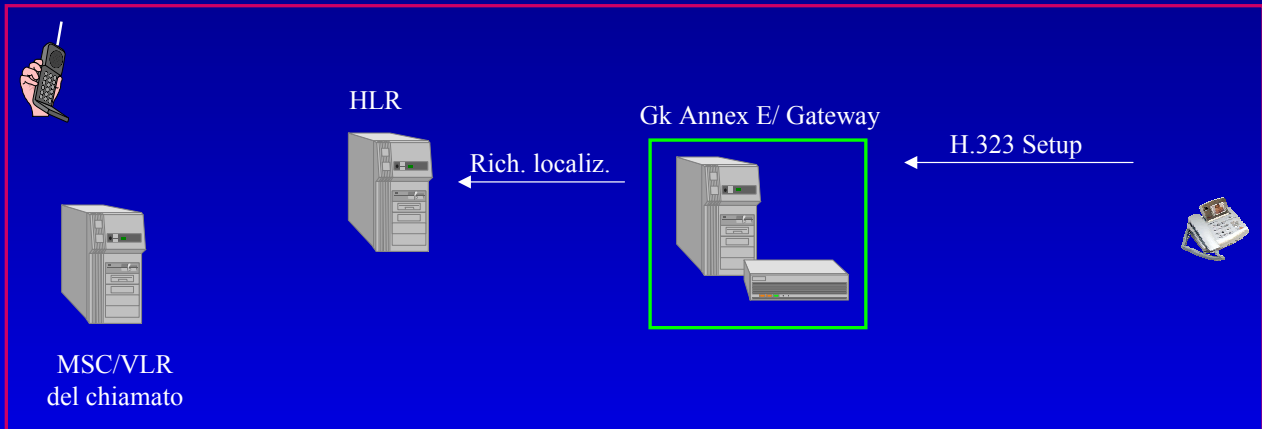 HLR
Gk Annex E/ Gateway
H.323 Setup
Rich. localiz.
MSC/VLR
del chiamato